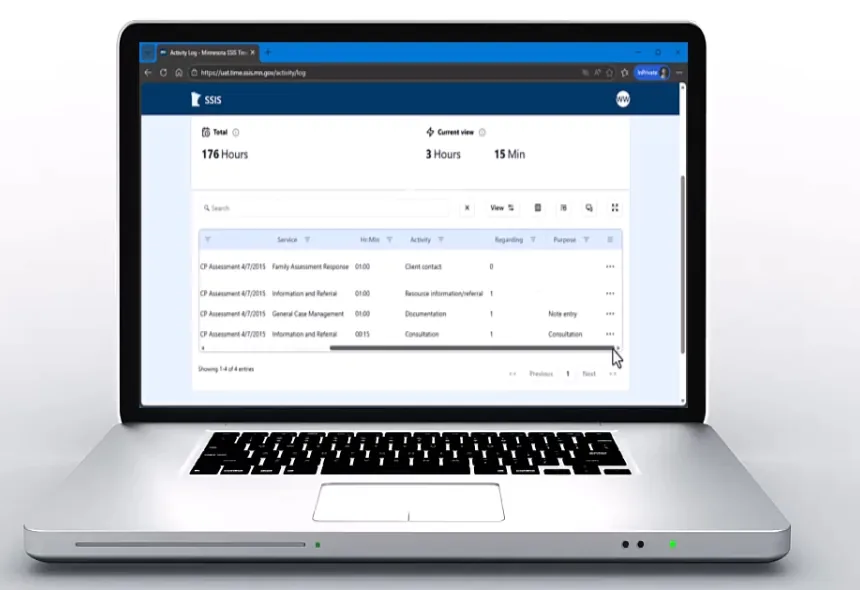 Activity Log - Minnesota SSIS Tim
https://uat.time.ssis.mn.gov/activity/log
InPrivate
SSIS
WW
Total
Current view
176 Hours
3 Hours 15 Min
Search
View
Service Hr:Min Activity Regarding Purpose
CP Assessment 4/7/2015 Family Assessment Response 01:00 Client contact 0
CP Assessment 4/7/2015 Information and Referral 01:00 Resource information/referral 1
CP Assessment 4/7/2015 General Case Management 01:00 Documentation 1 Note entry
CP Assessment 4/7/2015 Information and Referral 00:15 Consultation 1 Consultation
Showing 1-4 of 4 entries
Previous 1 Next